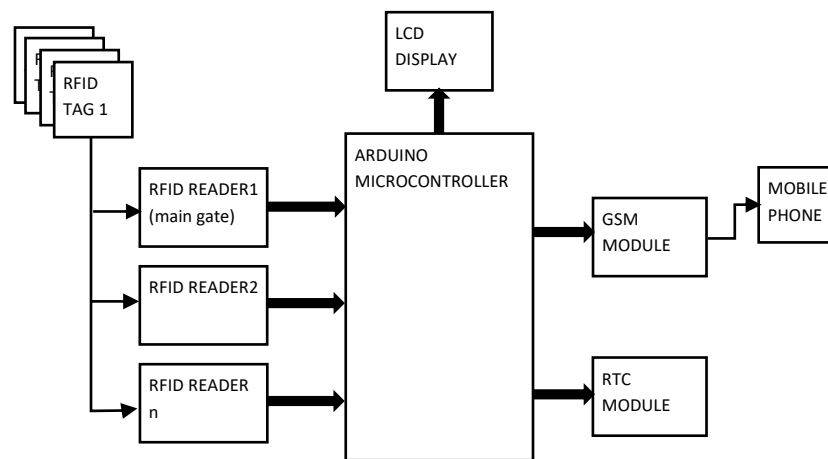 LCD
DISPLAY
RFID
TAG 1
ARDUINO
MICROCONTROLLER
RFID READER1
(main gate)
MOBILE
PHONE
GSM
MODULE
RFID READER2
RFID READER
n
RTC
MODULE